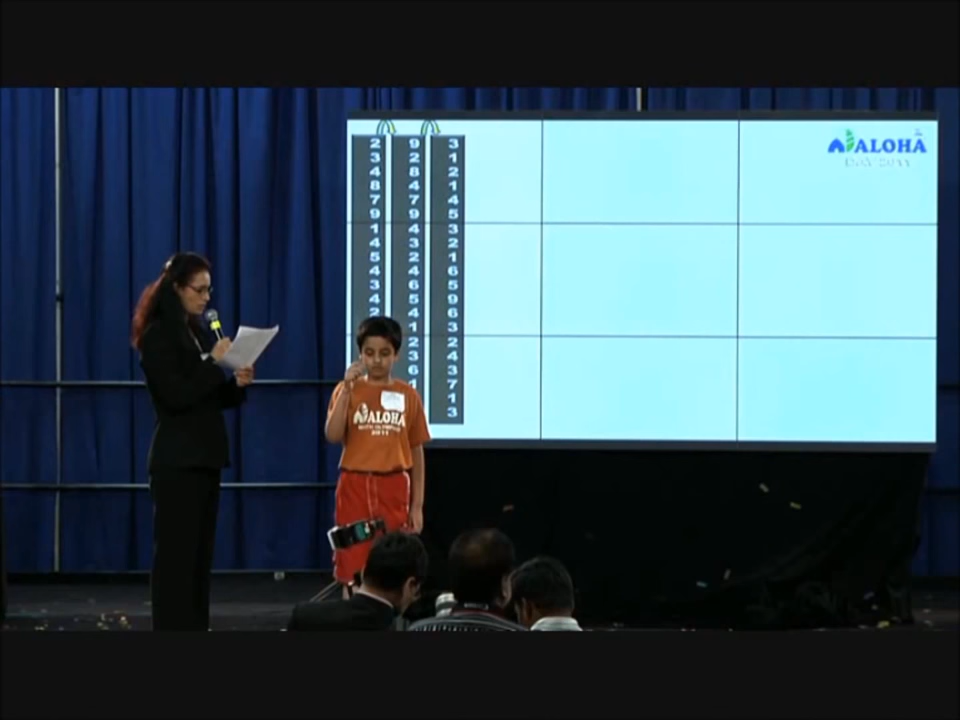 ALOHA
2 9 3
3 2 1
4 8 2
8 4 1
7 7 4
9 9 5
1 4 3
4 3 2
5 2 1
4 4 6
3 6 5
4 5 9
2 4 6
1 3
2 2
3 4
6 3
1 7
1
3
ALOHA
2011